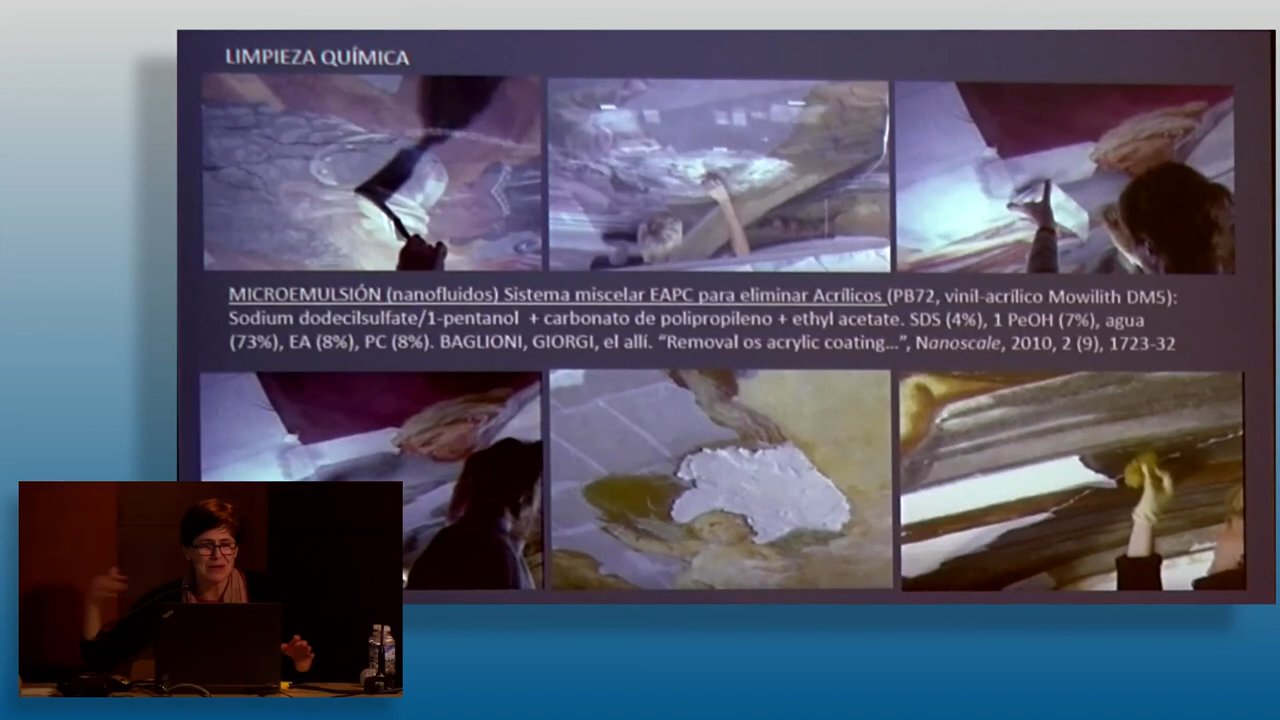 LIMPIEZA QUÍMICA
MICROEMULSIÓN (nanofluidos) Sistema miscelar EAPC para eliminar Acrílicos (PB72, vinil-acrílico Mowilith DM5):
Sodium dodecilsulfate/1-pentanol + carbonato de polipropileno + ethyl acetate. SDS (4%), 1 PeOH (7%), agua
(73%), EA (8%), PC (8%). BAGLIONI, GIORGI, el allí. “Removal os acrylic coating...”, Nanoscale, 2010, 2 (9), 1723-32